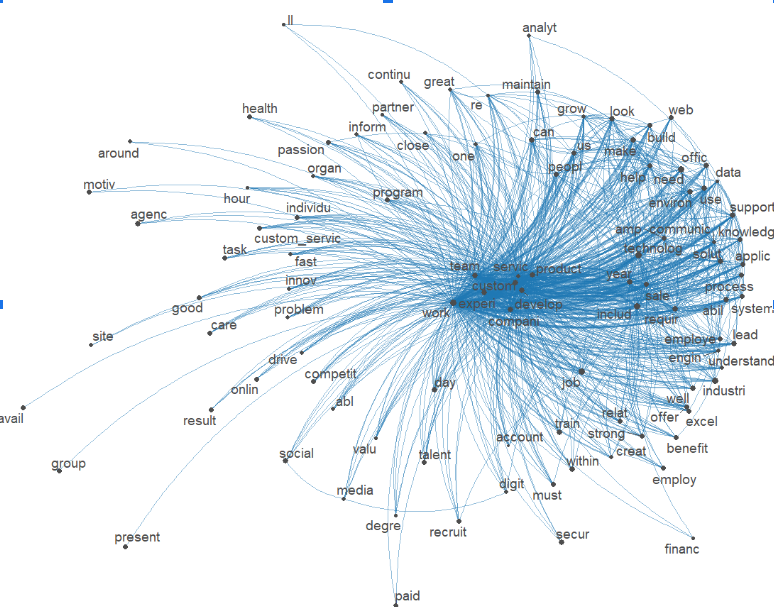 ll
analyt
continu
great
maintain
health
partner
re
grow
look
web
inform
can
build
around
passion
close
us
make
one
offic
organ
peopl
help
need
data
motiv
hour
program
environ
use
agenc
individu
support
custom_servic
amp
communic
knowledg
task
fast
team
servic
product
technolog
solut
applic
innov
custom
year
process
good
problem
work
experi
develop
sale
abil
system
care
compani
includ
requir
site
drive
employe
lead
onlin
competit
day
job
engin
understand
industri
avail
result
abl
well
relat
offer
excel
social
valu
talent
account
train
strong
benefit
group
media
digit
must
within
creat
employ
degre
recruit
secur
financ
present
paid